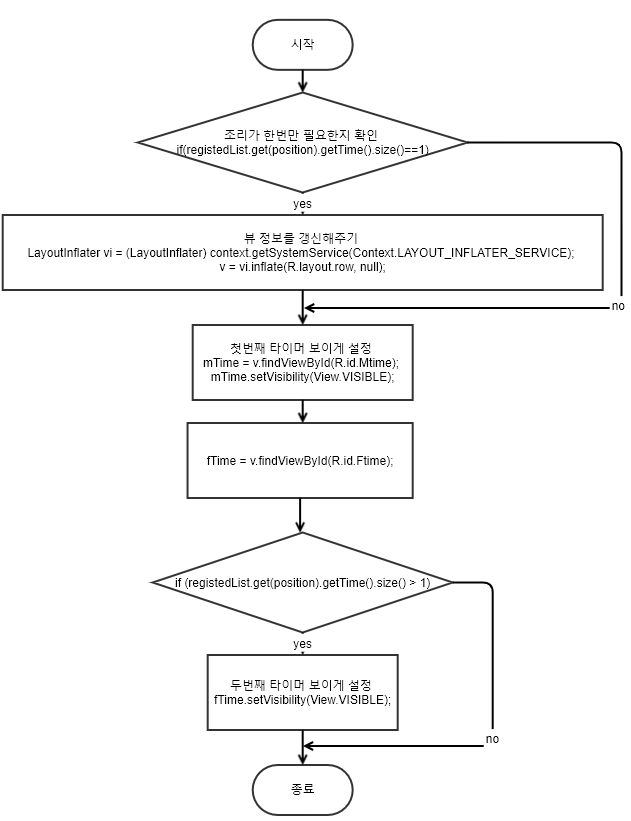 시작
조리가 한번만 필요한지 확인
if(registedList.get(position).getTime().size()==1)
yes
뷰 정보를 갱신해주기
LayoutInflater vi = (LayoutInflater) context.getSystemService(Context.LAYOUT_INFLATER_SERVICE);
v = vi.inflate(R.layout.row, null);
no
첫번째 타이머 보이게 설정
mTime = v.findViewById(R.id.Mtime);
mTime.setVisibility(View.VISIBLE);
fTime = v.findViewById(R.id.Ftime);
if (registedList.get(position).getTime().size() > 1)
yes
두번째 타이머 보이게 설정
fTime.setVisibility(View.VISIBLE);
no
종료